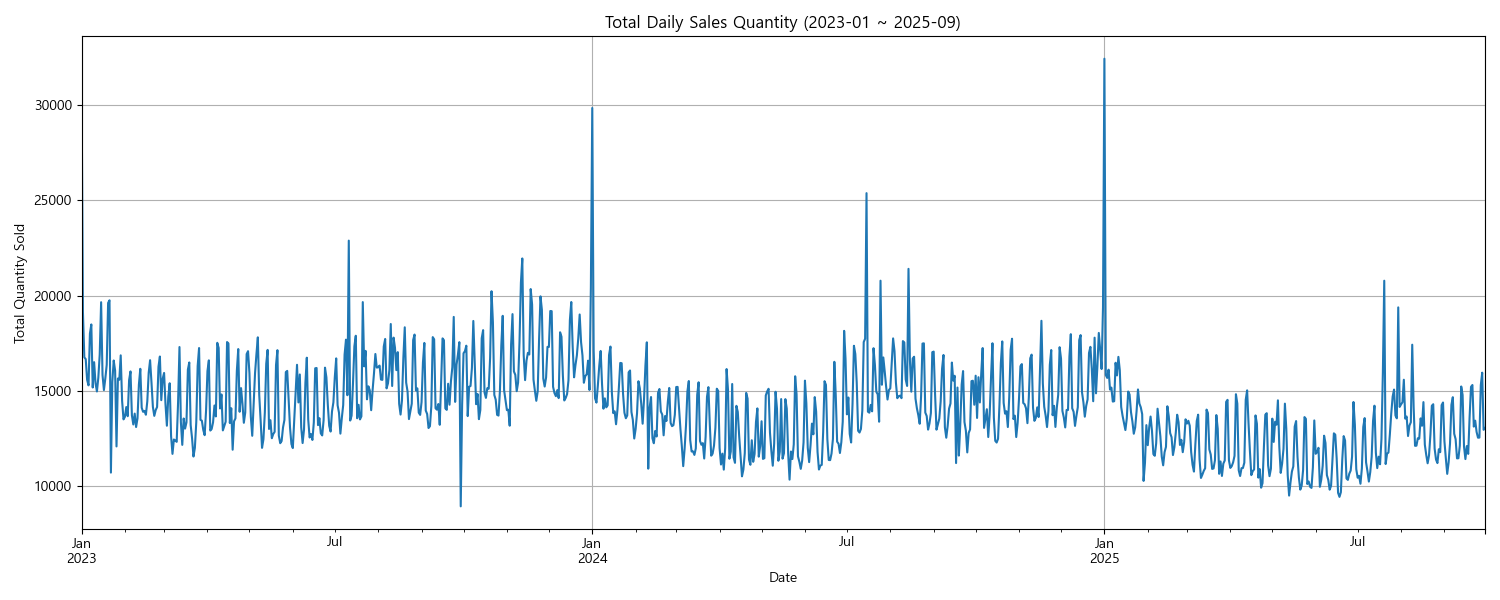 Total Daily Sales Quantity (2023-01 ~ 2025-09)
Total Quantity Sold
30000
25000
20000
15000
10000
Jan Jul Jan Jul Jan Jul
2023 2024 2025
Date